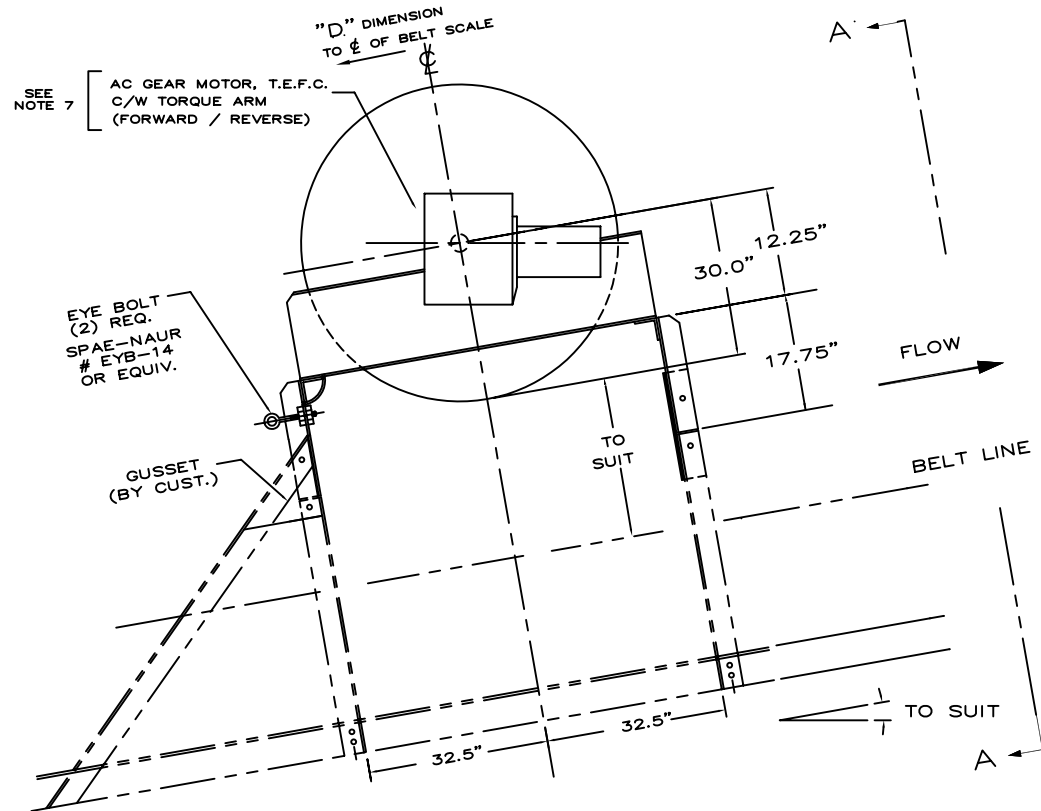 "D." DIMENSION
TO ℄ OF BELT SCALE
℄
A
SEE
NOTE 7
AC GEAR MOTOR, T.E.F.C.
C/W TORQUE ARM
(FORWARD / REVERSE)
12.25"
30.0"
EYE BOLT
(2) REQ.
SPAE-NAUR
# EYB-14
OR EQUIV.
17.75"
FLOW
TO
SUIT
GUSSET
(BY CUST.)
BELT LINE
32.5"
32.5"
TO SUIT
A